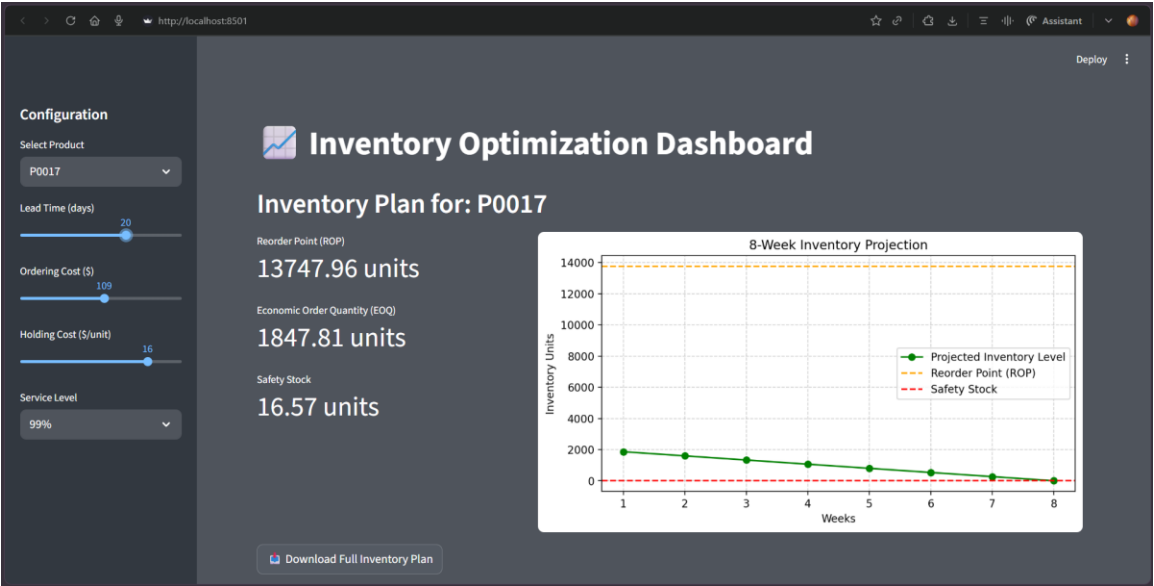 http://localhost:8501
Assistant
Deploy
Configuration
Select Product
P0017
Lead Time (days)
20
Ordering Cost ($)
109
Holding Cost ($/unit)
16
Service Level
99%
Inventory Optimization Dashboard
Inventory Plan for: P0017
Reorder Point (ROP)
13747.96 units
Economic Order Quantity (EOQ)
1847.81 units
Safety Stock
16.57 units
8-Week Inventory Projection
Inventory Units
14000
12000
10000
8000
6000
4000
2000
0
Projected Inventory Level
Reorder Point (ROP)
Safety Stock
1 2 3 4 5 6 7 8
Weeks
Download Full Inventory Plan